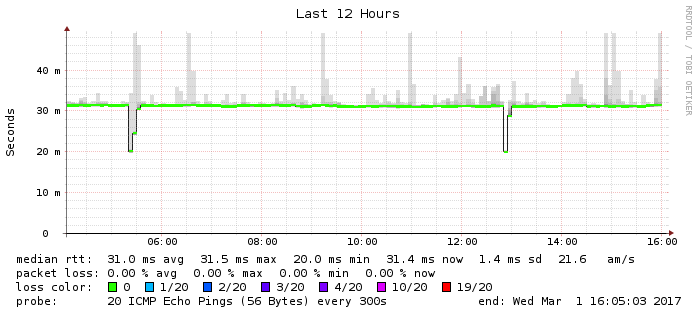 Last 12 Hours
RRDTOOL / TOBI OETIKER
Seconds
40 m
30 m
20 m
10 m
0
06:00 08:00 10:00 12:00 14:00 16:00
median rtt: 31.0 ms avg 31.5 ms max 20.0 ms min 31.4 ms now 1.4 ms sd 21.6 am/s
packet loss: 0.00 % avg 0.00 % max 0.00 % min 0.00 % now
loss color: 0 1/20 2/20 3/20 4/20 10/20 19/20
probe: 20 ICMP Echo Pings (56 Bytes) every 300s end: Wed Mar 1 16:05:03 2017